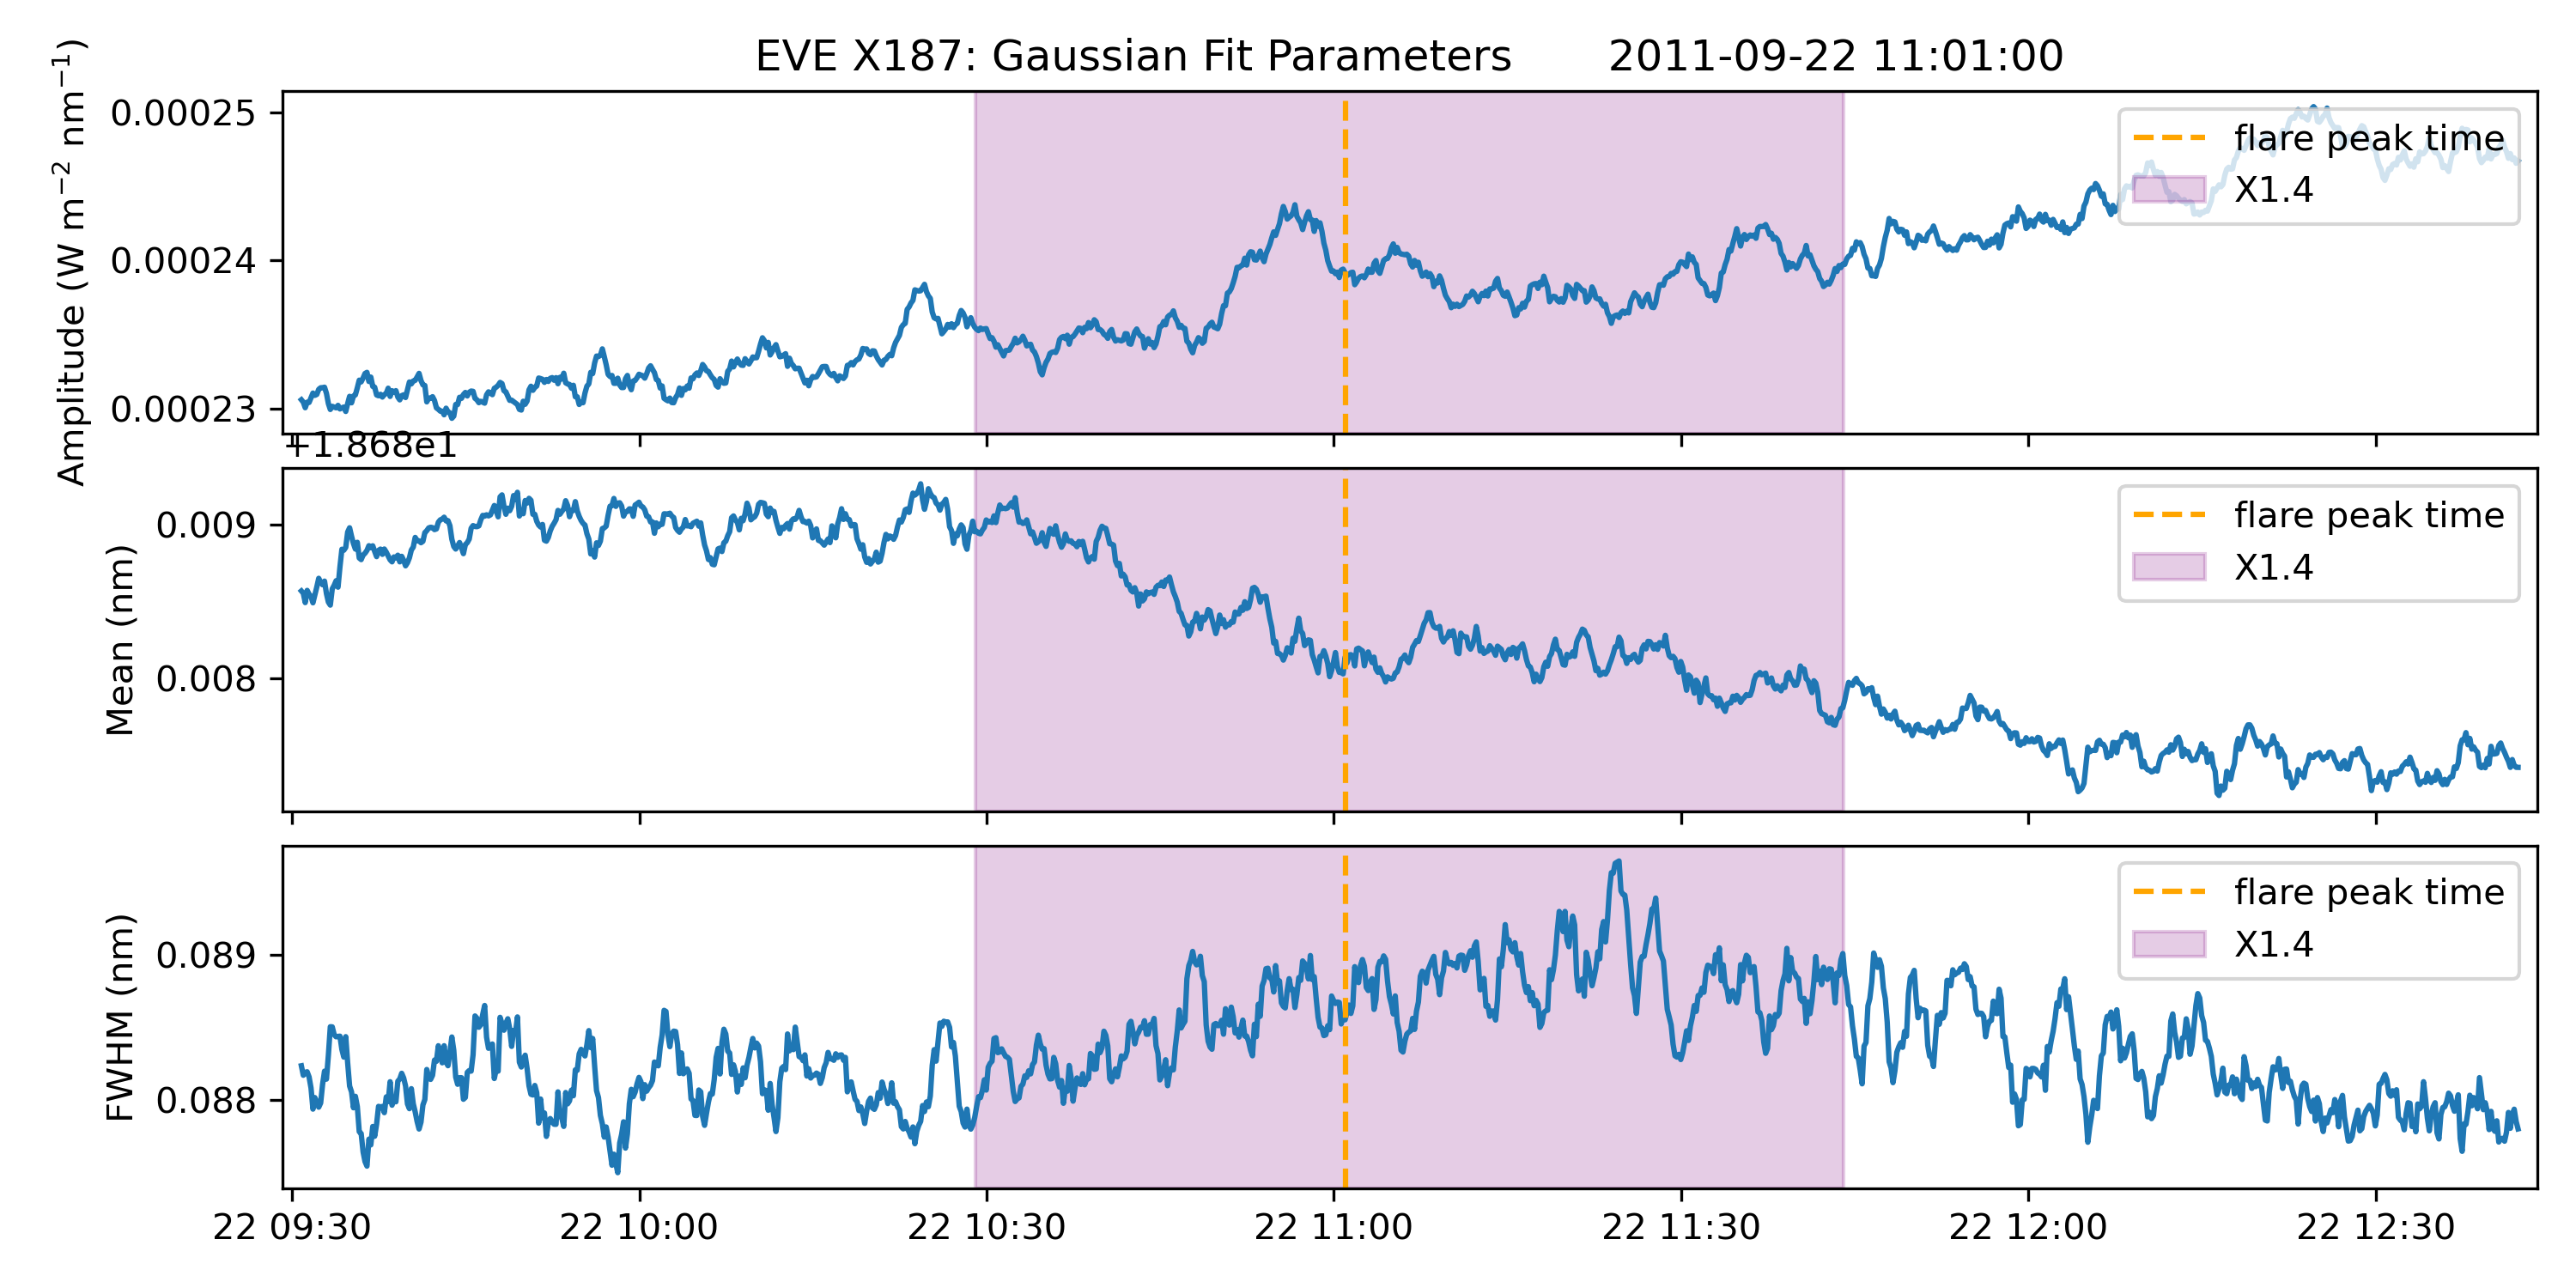 EVE X187: Gaussian Fit Parameters 2011-09-22 11:01:00
Amplitude (W m⁻² nm⁻¹)
0.00025
0.00024
0.00023
flare peak time
X1.4
+1.868e1
Mean (nm)
0.009
0.008
flare peak time
X1.4
FWHM (nm)
0.089
0.088
flare peak time
X1.4
22 09:30 22 10:00 22 10:30 22 11:00 22 11:30 22 12:00 22 12:30